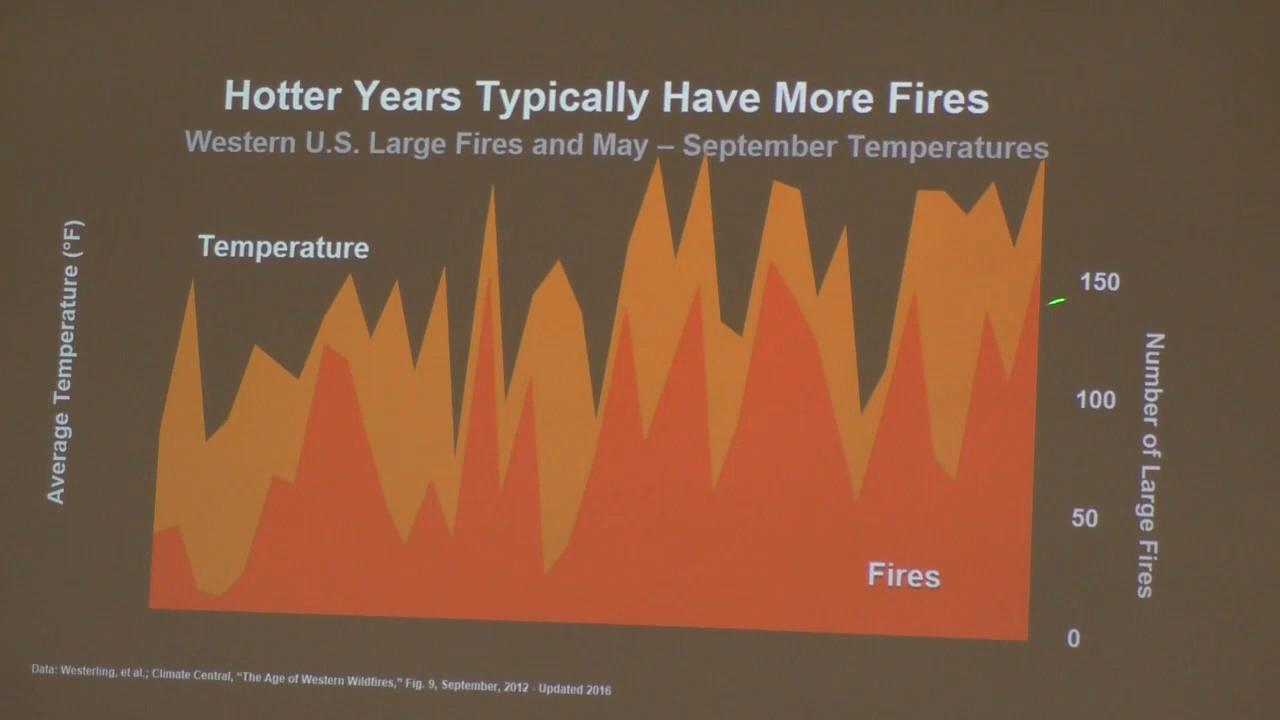 Hotter Years Typically Have More Fires
Western U.S. Large Fires and May – September Temperatures
Temperature
Average Temperature (°F)
150
100
50
0
Number of Large Fires
Fires
Data: Westerling, et al.; Climate Central, "The Age of Western Wildfires," Fig. 9, September, 2012 - Updated 2016